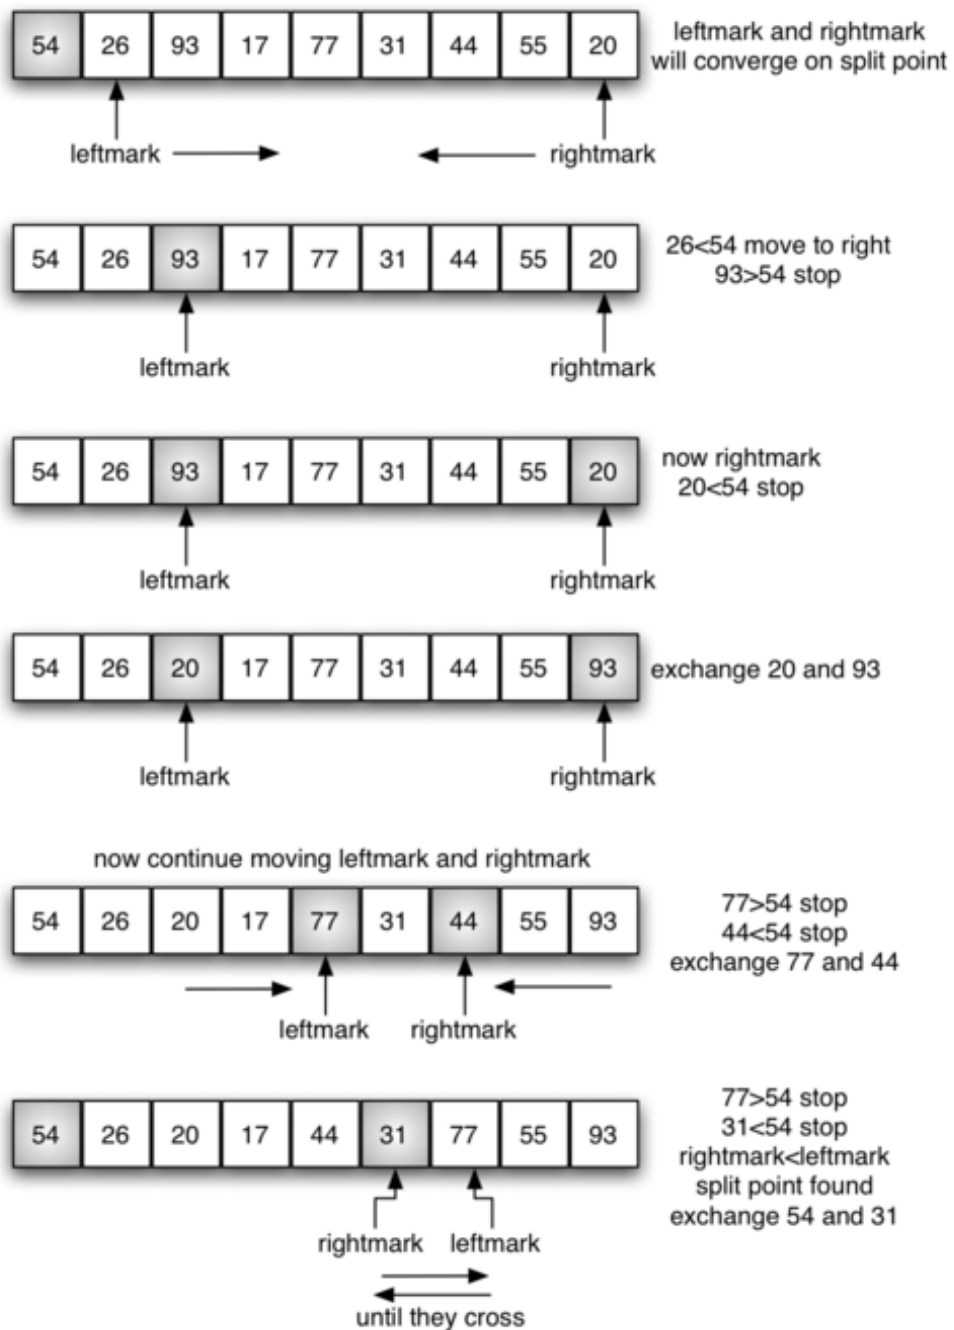 54 26 93 17 77 31 44 55 20
leftmark and rightmark
will converge on split point
leftmark rightmark
54 26 93 17 77 31 44 55 20
26<54 move to right
93>54 stop
leftmark rightmark
54 26 93 17 77 31 44 55 20
now rightmark
20<54 stop
leftmark rightmark
54 26 20 17 77 31 44 55 93
exchange 20 and 93
leftmark rightmark
now continue moving leftmark and rightmark
54 26 20 17 77 31 44 55 93
77>54 stop
44<54 stop
exchange 77 and 44
leftmark rightmark
54 26 20 17 44 31 77 55 93
77>54 stop
31<54 stop
rightmark<leftmark
split point found
exchange 54 and 31
rightmark leftmark
until they cross